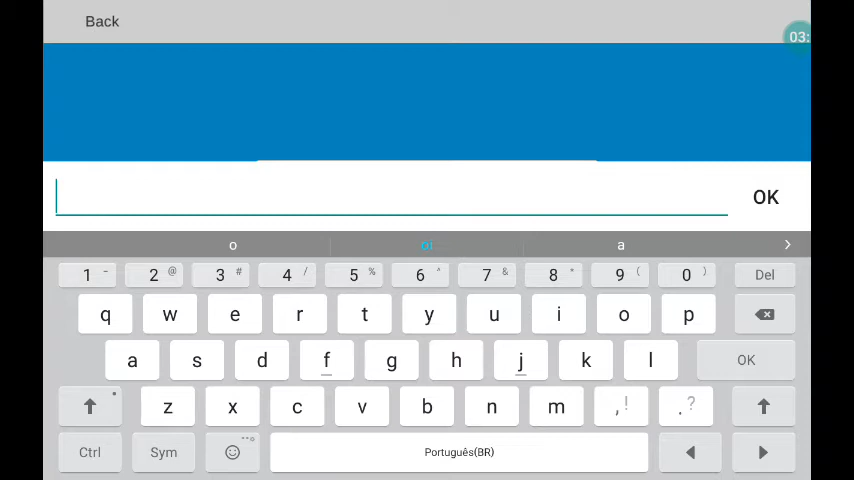 Back
03:
OK
o oi a >
1 - 2 @ 3 # 4 / 5 % 6 ^ 7 & 8 * 9 ( 0 ) Del
q w e r t y u i o p
a s d f g h j k l OK
z x c v b n m , ! . ?
Ctrl Sym Português(BR)